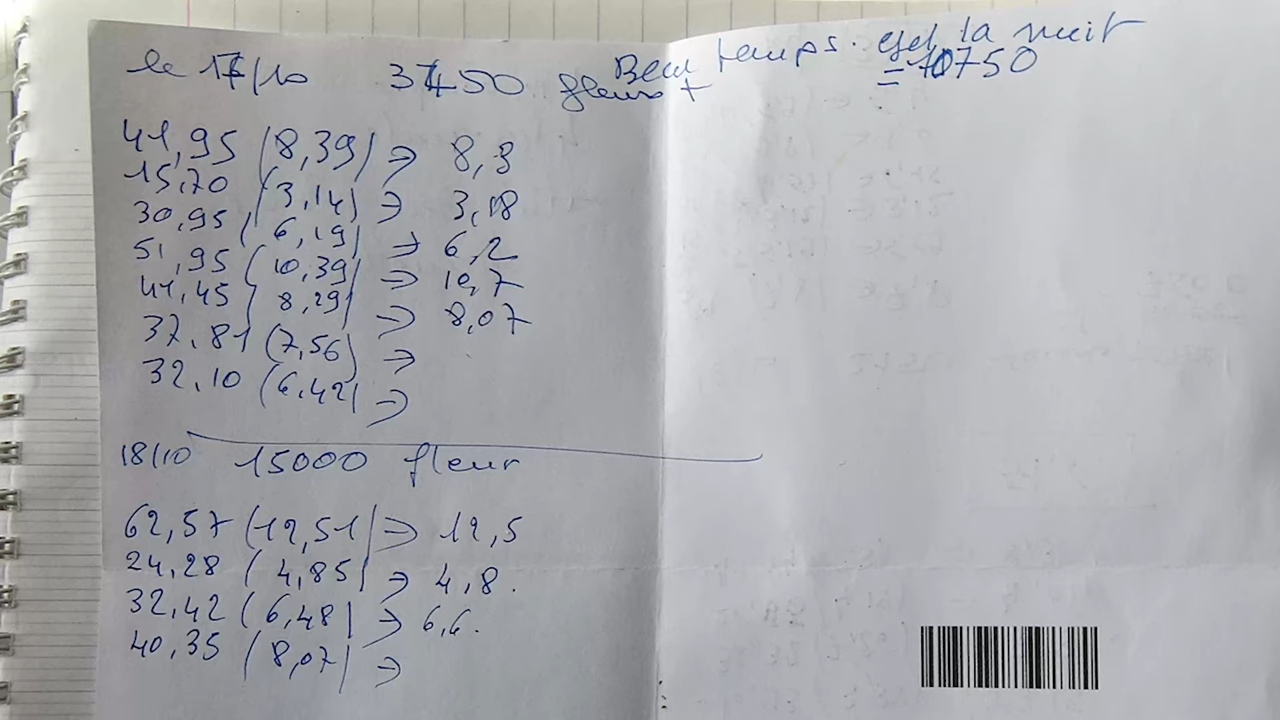 le 17/10 37450 fleurs + Beau temps. gel la nuit
= 10750
41,95 (8,39) => 8,3
15,70 (3,14) => 3,18
30,95 (6,19) => 6,2
51,95 (10,39) => 10,7
41,45 (8,29) => 8,07
37,81 (7,56) =>
32,10 (6,42) =>
18/10 15000 fleur
62,57 (12,51) => 12,5
24,28 (4,85) => 4,8.
32,42 (6,48) => 6,6.
40,35 (8,07) =>